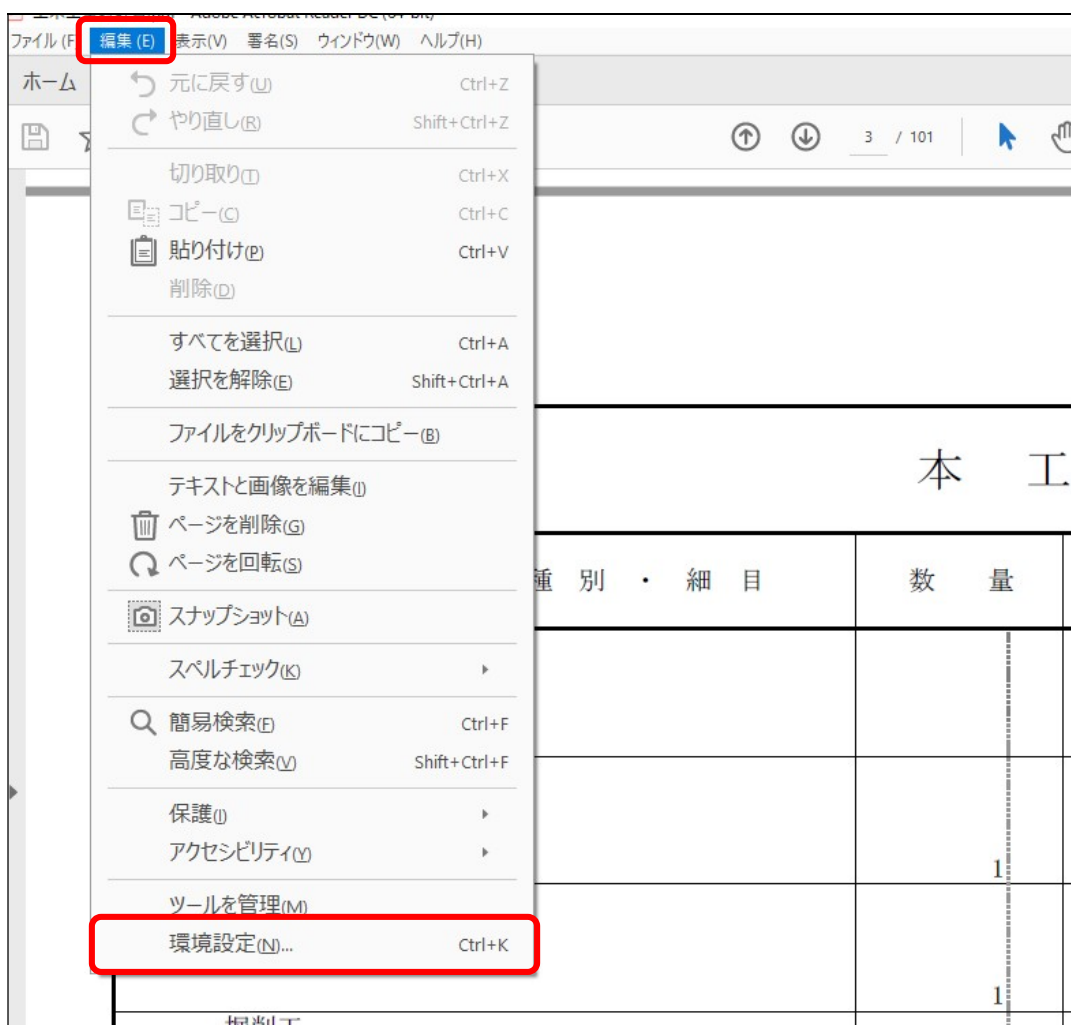 Adobe Acrobat Reader DC (64-bit)
ファイル(F 編集(E) 表示(V) 署名(S) ウィンドウ(W) ヘルプ(H)
ホーム
元に戻す(U) Ctrl+Z
やり直し(R) Shift+Ctrl+Z
3 / 101
切り取り(T) Ctrl+X
コピー(C) Ctrl+C
貼り付け(P) Ctrl+V
削除(D)
すべてを選択(L) Ctrl+A
選択を解除(E) Shift+Ctrl+A
ファイルをクリップボードにコピー(B)
本 工
テキストと画像を編集(I)
ページを削除(G)
ページを回転(S)
種 別 ・ 細 目 数 量
スナップショット(A)
スペルチェック(K)
簡易検索(F) Ctrl+F
高度な検索(V) Shift+Ctrl+F
保護(I)
アクセシビリティ(Y)
1
ツールを管理(M)
環境設定(N)... Ctrl+K
1
掘削工